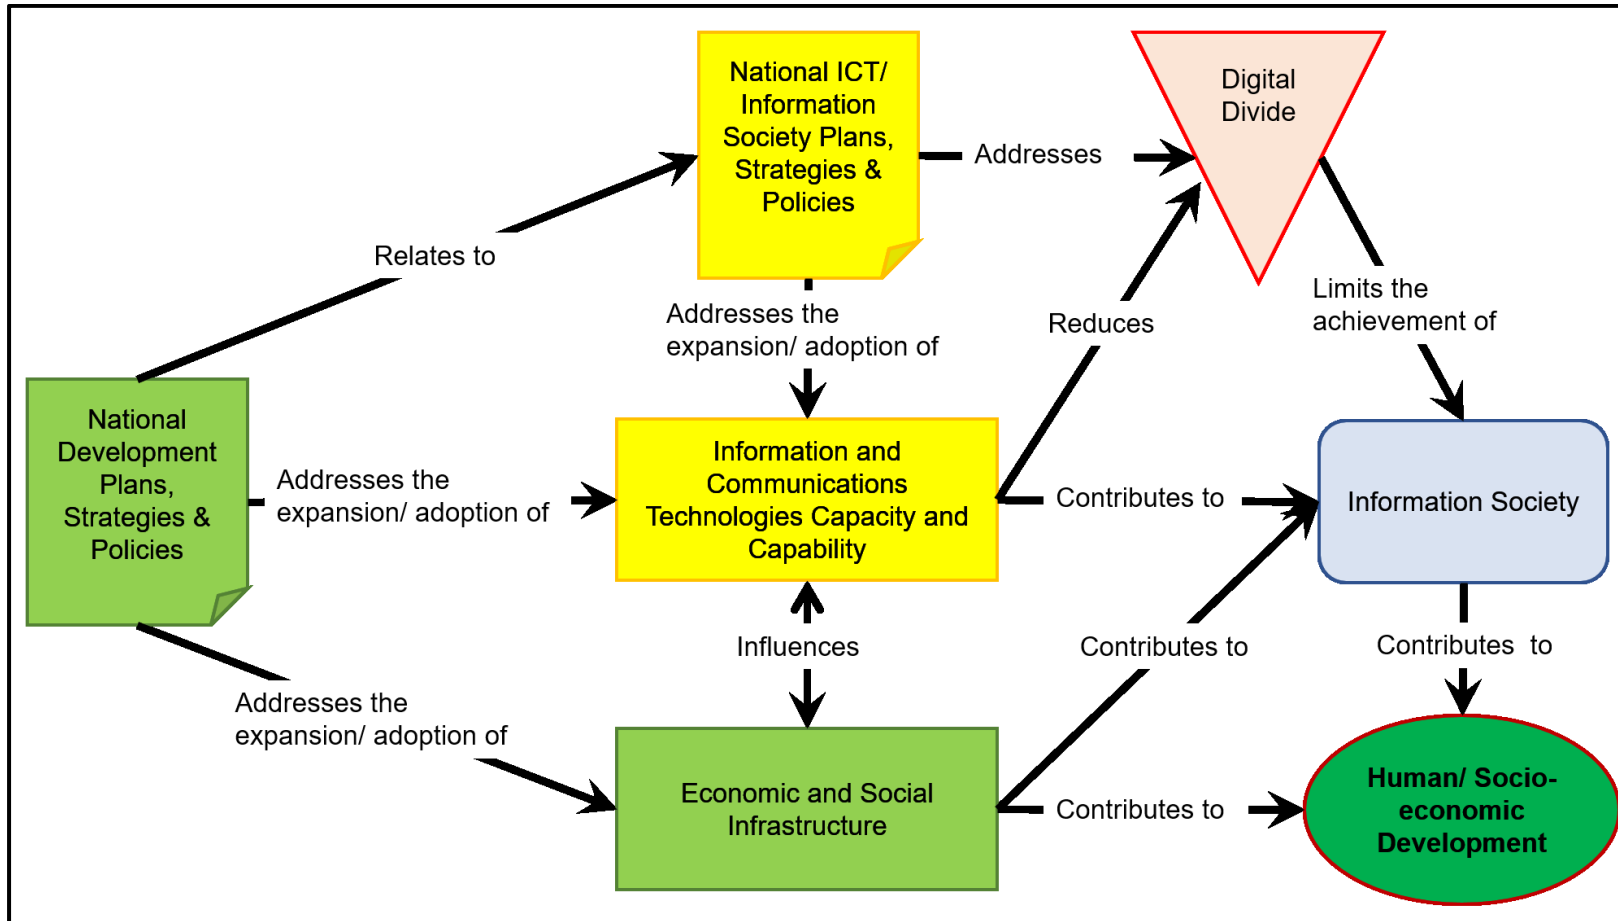 National ICT/
Information
Society Plans,
Strategies &
Policies
Digital
Divide
Addresses
Relates to
Addresses the
expansion/ adoption of
Reduces
Limits the
achievement of
National
Development
Plans,
Strategies &
Policies
Addresses the
expansion/ adoption of
Information and
Communications
Technologies Capacity and
Capability
Contributes to
Information Society
Influences
Contributes to
Contributes  to
Addresses the
expansion/ adoption of
Economic and Social
Infrastructure
Contributes to
Human/ Socio-
economic
Development